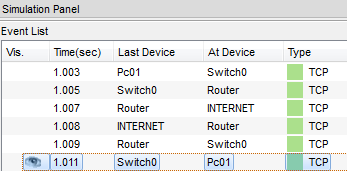 Simulation Panel
Event List
Vis. Time(sec) Last Device At Device Type
1.003 Pc01 Switch0 TCP
1.005 Switch0 Router TCP
1.007 Router INTERNET TCP
1.008 INTERNET Router TCP
1.009 Router Switch0 TCP
1.011 Switch0 Pc01 TCP